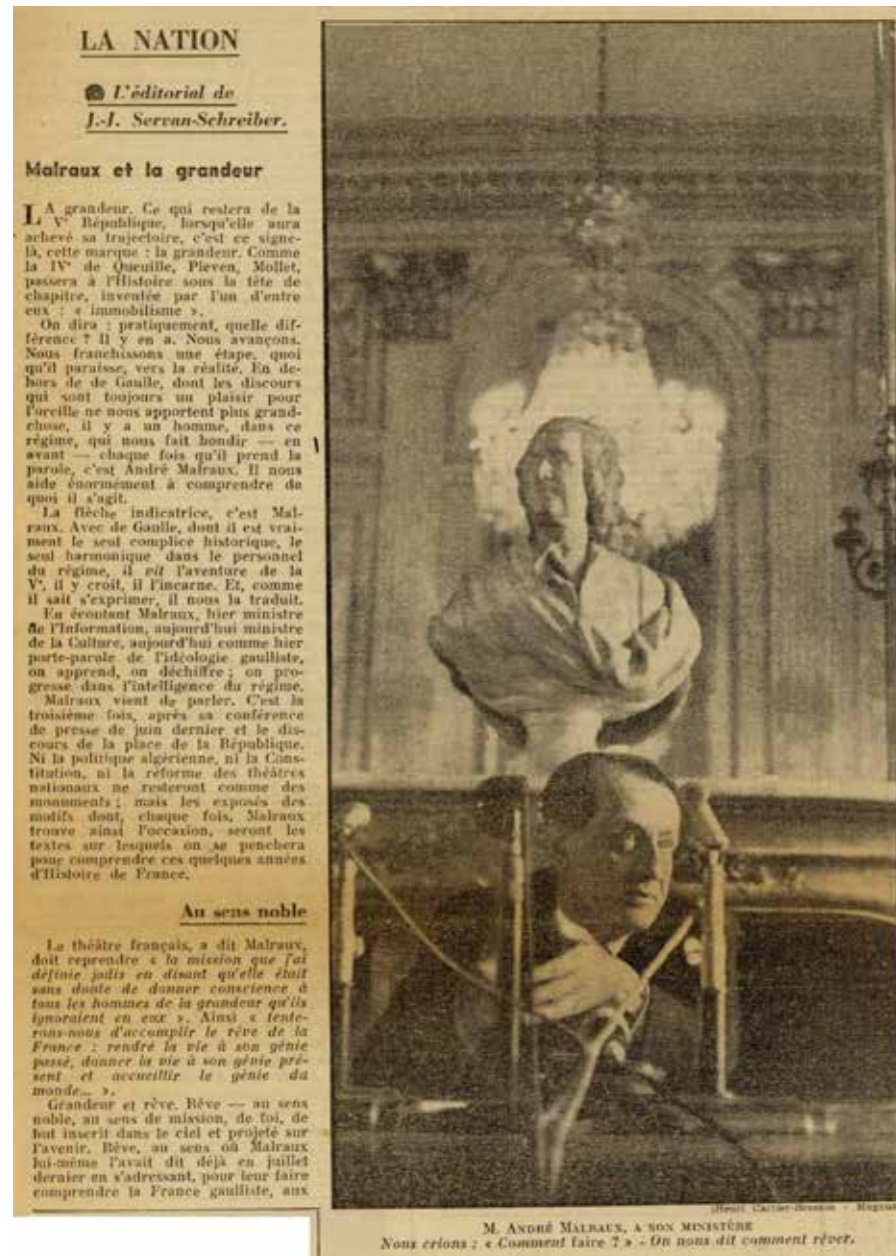 LA NATION
L'éditorial de
J.-J. Servan-Schreiber.
Malraux et la grandeur
LA grandeur. Ce qui restera de la
Vᵉ République, lorsqu'elle aura
achevé sa trajectoire, c'est ce signe-
là, cette marque : la grandeur. Comme
la IVᵉ de Queuille, Pleven, Mollet,
passera à l'Histoire sous la tête de
chapitre, inventée par l'un d'entre
eux : « immobilisme ».
On dira : pratiquement, quelle dif-
férence ? Il y en a. Nous avançons.
Nous franchissons une étape, quoi
qu'il paraisse, vers la réalité. En de-
hors de de Gaulle, dont les discours
qui sont toujours un plaisir pour
l'oreille ne nous apportent plus grand-
chose, il y a un homme, dans ce
régime, qui nous fait bondir — en
avant — chaque fois qu'il prend la
parole, c'est André Malraux. Il nous
aide énormément à comprendre de
quoi il s'agit.
La flèche indicatrice, c'est Mal-
raux. Avec de Gaulle, dont il est vrai-
ment le seul complice historique, le
seul harmonique dans le personnel
du régime, il vit l'aventure de la
Vᵉ, il y croit, il l'incarne. Et, comme
il sait s'exprimer, il nous la traduit.
En écoutant Malraux, hier ministre
de l'Information, aujourd'hui ministre
de la Culture, aujourd'hui comme hier
porte-parole de l'idéologie gaulliste,
on apprend, on déchiffre ; on pro-
gresse dans l'intelligence du régime.
Malraux vient de parler. C'est la
troisième fois, après sa conférence
de presse de juin dernier et le dis-
cours de la place de la République.
Ni la politique algérienne, ni la Cons-
titution, ni la réforme des théâtres
nationaux ne resteront comme des
monuments ; mais les exposés des
motifs dont, chaque fois, Malraux
trouve ainsi l'occasion, seront les
textes sur lesquels on se penchera
pour comprendre ces quelques années
d'Histoire de France.
Au sens noble
Le théâtre français, a dit Malraux,
doit reprendre « la mission que j'ai
définie jadis en disant qu'elle était
sans doute de donner conscience à
tous les hommes de la grandeur qu'ils
ignoraient en eux ». Ainsi « tente-
rons-nous d'accomplir le rêve de la
France : rendre la vie à son génie
passé, donner la vie à son génie pré-
sent et accueillir le génie du
monde... ».
Grandeur et rêve. Rêve — au sens
noble, au sens de mission, de foi, de
but inscrit dans le ciel et projeté sur
l'avenir. Rêve, au sens où Malraux
lui-même l'avait dit déjà en juillet
dernier en s'adressant, pour leur faire
comprendre la France gaulliste, aux
(Henri Cartier-Bresson - Magnum
M. ANDRÉ MALRAUX, A SON MINISTÈRE
Nous crions : « Comment faire ? » - On nous dit comment rêver.